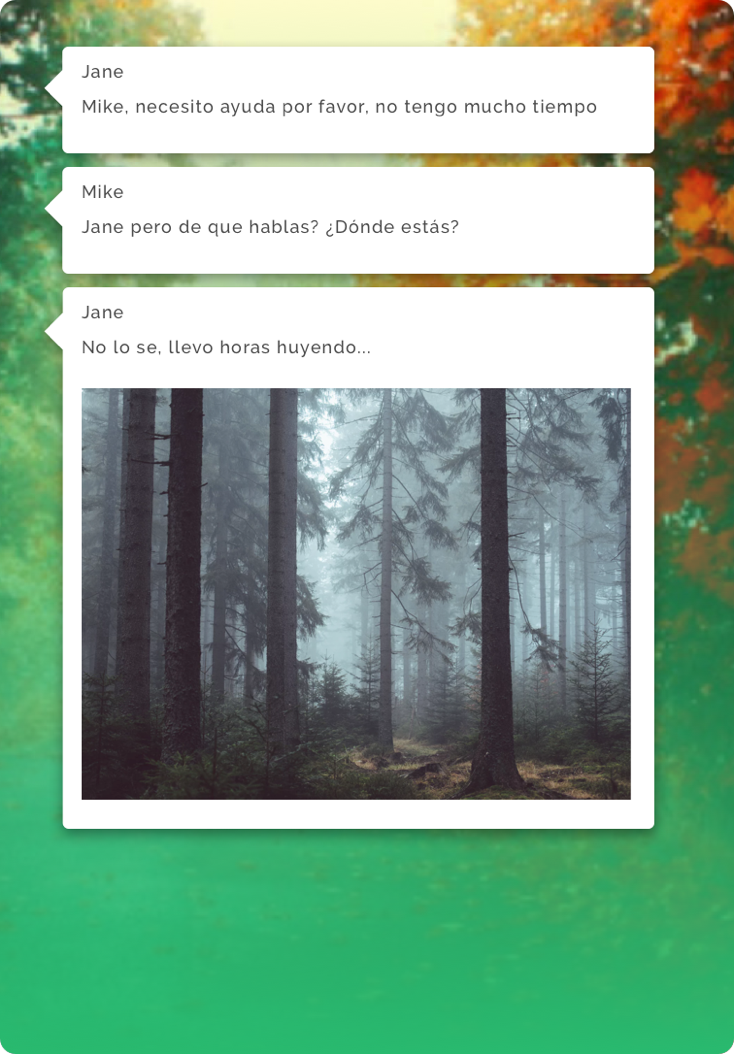 Jane
Mike, necesito ayuda por favor, no tengo mucho tiempo
Mike
Jane pero de que hablas? ¿Dónde estás?
Jane
No lo se, llevo horas huyendo...